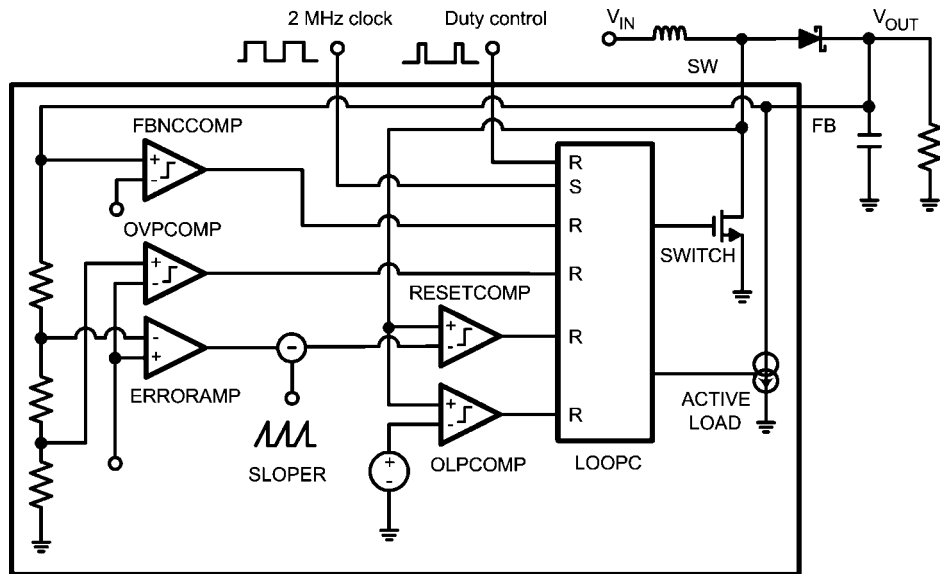 2 MHz clock
Duty control
V_IN
V_OUT
SW
FB
FBNCCOMP
+
-
OVPCOMP
+
-
-
+
ERRORAMP
-
SLOPER
RESETCOMP
+
-
+
-
OLPCOMP
+
-
R
S
R
R
R
R
LOOPC
SWITCH
ACTIVE
LOAD